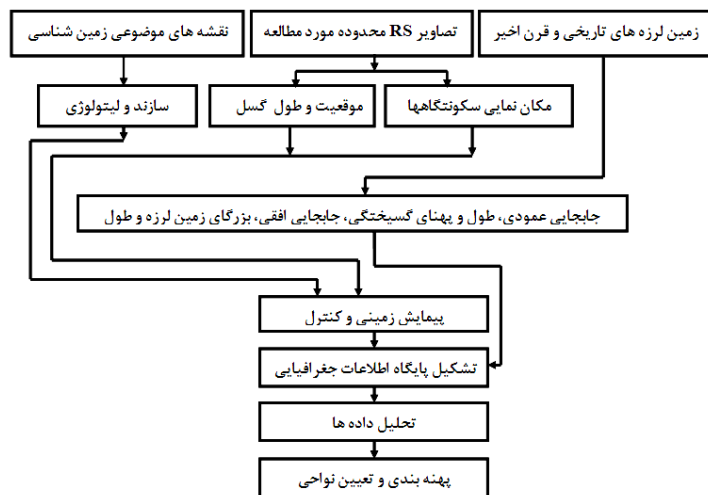 زمین لرزه های تاریخی و قرن اخیر
تصاویر RS محدوده مورد مطالعه
نقشه های موضوعی زمین شناسی
مکان نمایی سکونتگاهها
موقعیت و طول گسل
سازند و لیتولوژی
جابجایی عمودی، طول و پهنای گسیختگی، جابجایی افقی، بزرگای زمین لرزه و طول
پیمایش زمینی و کنترل
تشکیل پایگاه اطلاعات جغرافیایی
تحلیل داده ها
پهنه بندی و تعیین نواحی